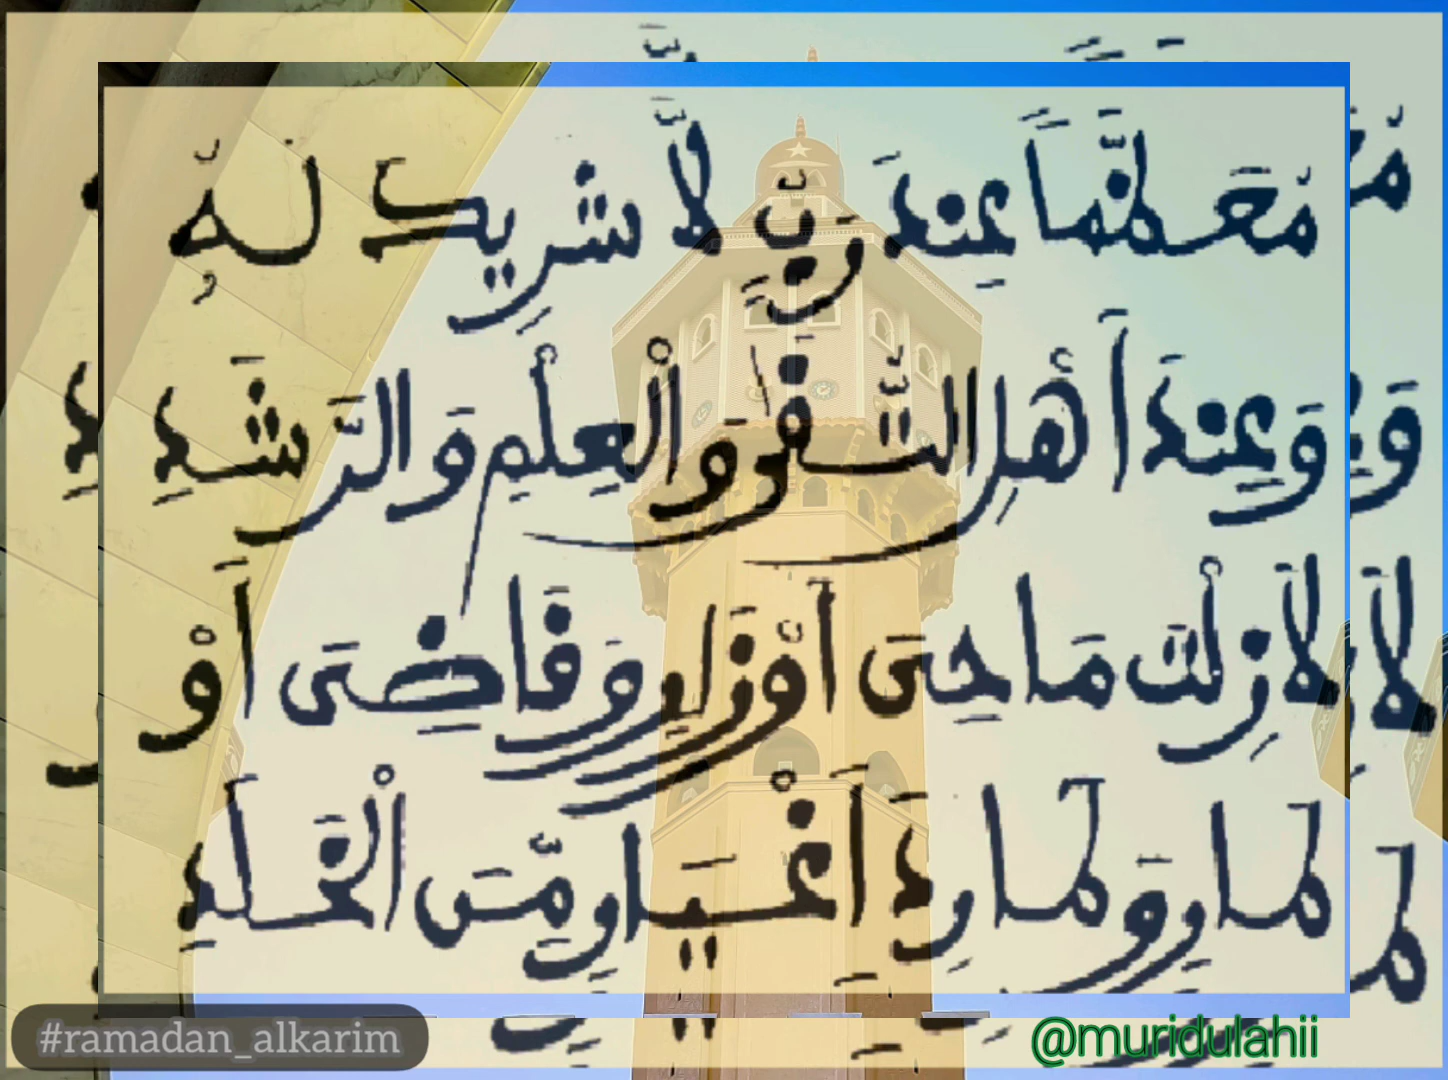 مُّعَظَّمًا عِنْدَ رَبٍّ لَّا شَرِيكَ لَهُ
وَعِنْدَ أَهْلِ التُّقَى وَالْعِلْمِ وَالرَّشَدِ
لَا زِلْتَ مَاحِيَ أَوْزَارٍ وَقَاضِيَ أَوْ
طَارٍ وَطَارِدَ أَغْيَارٍ مِّنَ الْخَلَدِ
#ramadan_alkarim
@muridulahii